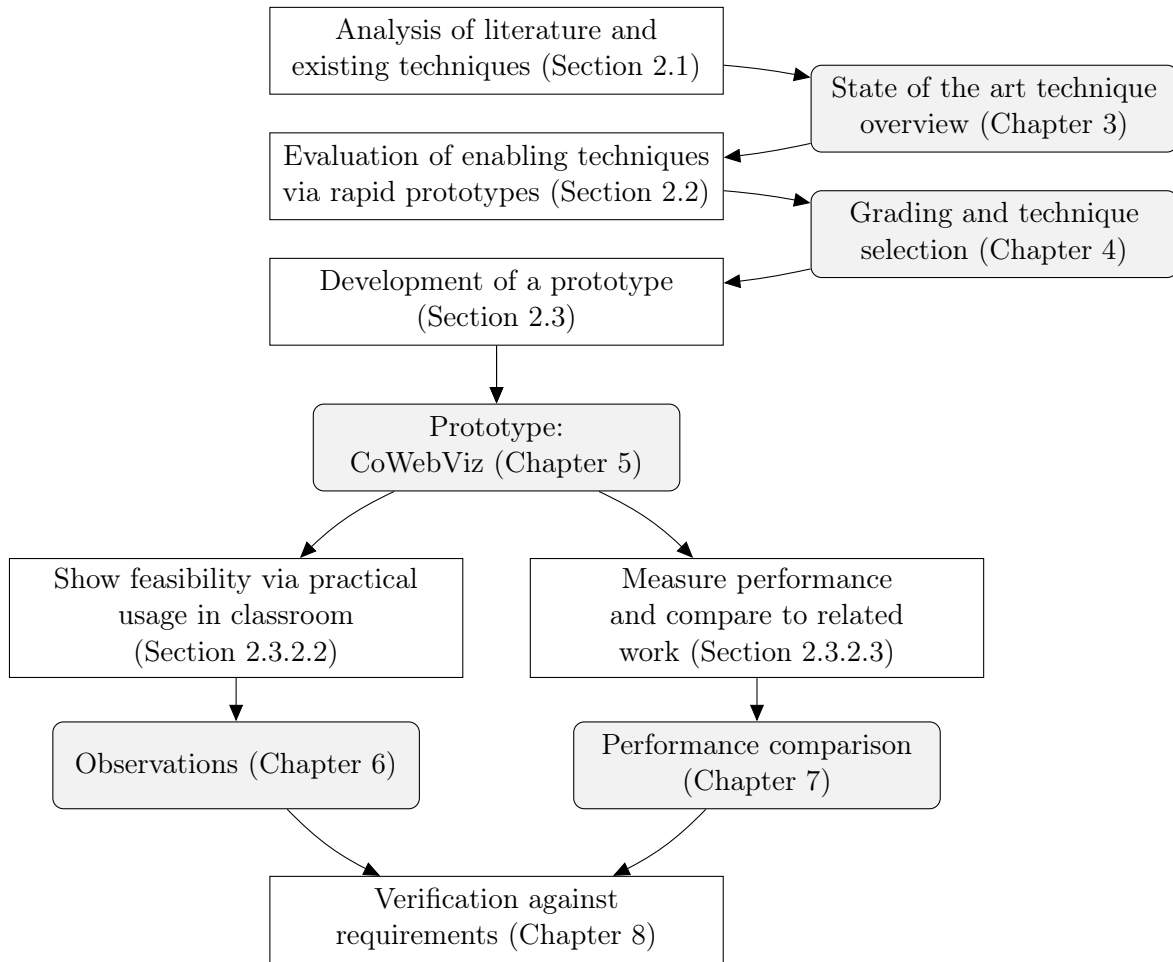 Analysis of literature and
existing techniques (Section 2.1)
State of the art technique
overview (Chapter 3)
Evaluation of enabling techniques
via rapid prototypes (Section 2.2)
Grading and technique
selection (Chapter 4)
Development of a prototype
(Section 2.3)
Prototype:
CoWebViz (Chapter 5)
Show feasibility via practical
usage in classroom
(Section 2.3.2.2)
Measure performance
and compare to related
work (Section 2.3.2.3)
Observations (Chapter 6)
Performance comparison
(Chapter 7)
Verification against
requirements (Chapter 8)